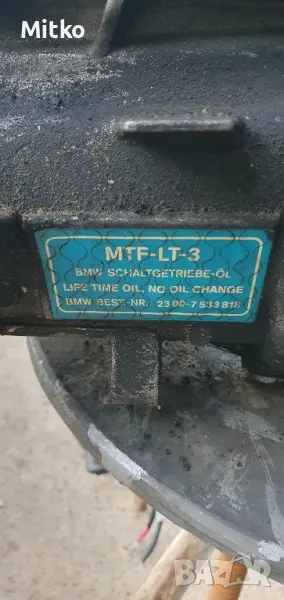 Mitko
MTF-LT-3
BMW SCHALTGETRIEBE-ÖL
LIFE TIME OIL, NO OIL CHANGE
BMW BEST.-NR.: 23 00-7 533 818
BAZAR